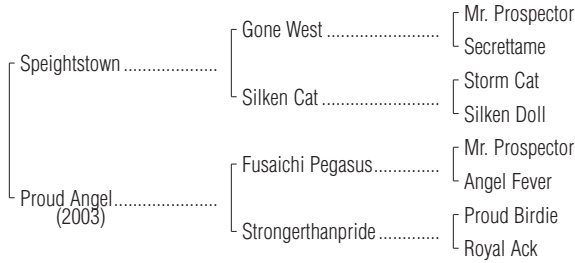 Mr. Prospector
Gone West ........................
Secrettame
Speightstown ....................
Storm Cat
Silken Cat .........................
Silken Doll
Mr. Prospector
Fusaichi Pegasus..............
Angel Fever
Proud Angel......................
(2003)
Proud Birdie
Strongerthanpride .............
Royal Ack